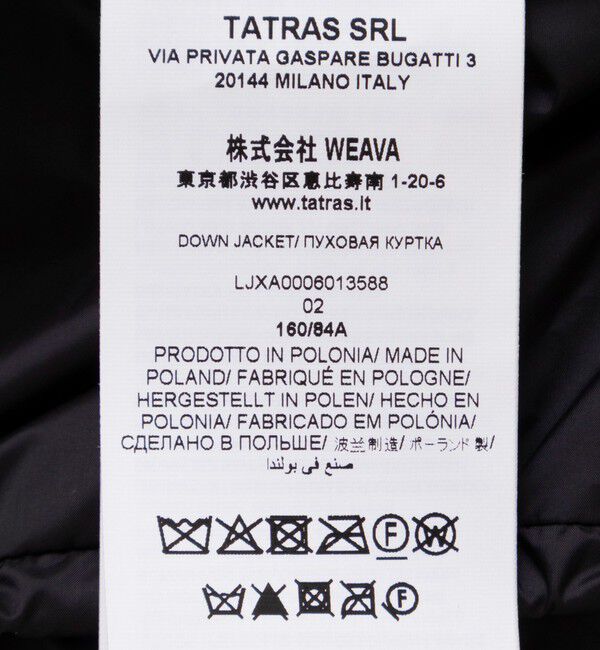 TATRAS SRL
VIA PRIVATA GASPARE BUGATTI 3
20144 MILANO ITALY
株式会社 WEAVA
東京都渋谷区恵比寿南 1-20-6
www.tatras.it
DOWN JACKET/ ПУХОВАЯ КУРТКА
LJXA0006013588
02
160/84A
PRODOTTO IN POLONIA/ MADE IN
POLAND/ FABRIQUÉ EN POLOGNE/
HERGESTELLT IN POLEN/ HECHO EN
POLONIA/ FABRICADO EM POLÓNIA/
СДЕЛАНО В ПОЛЬШЕ/ 波兰制造/ ポーランド製/
صنع في بولندا
F W
F